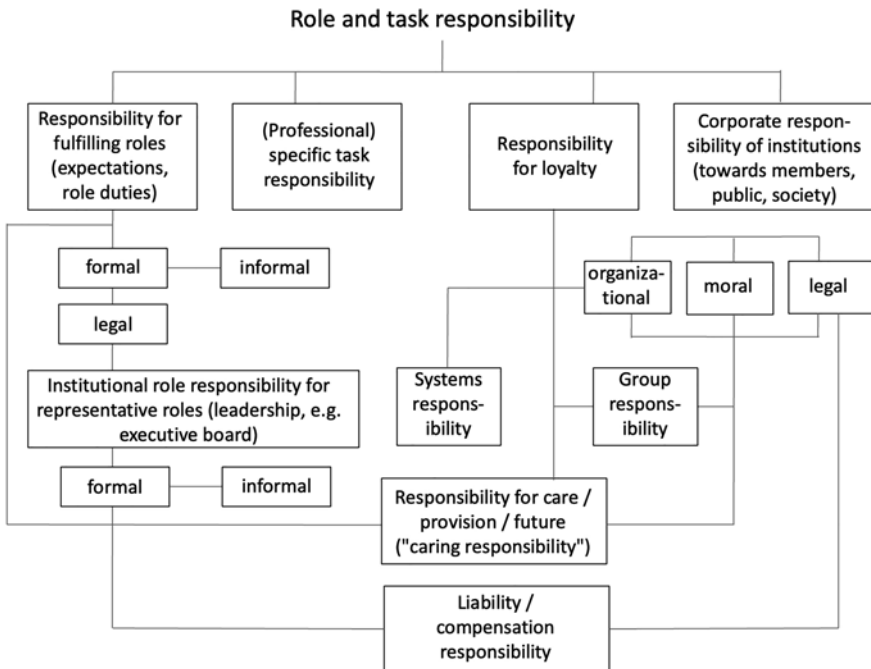 Role and task responsibility
Responsibility for
fulfilling roles
(expectations,
role duties)
(Professional)
specific task
responsibility
Responsibility
for loyalty
Corporate respon-
sibility of institutions
(towards members,
public, society)
formal
informal
organiza-
tional
moral
legal
legal
Institutional role responsibility for
representative roles (leadership, e.g.
executive board)
Systems
respons-
ibility
Group
respons-
ibility
formal
informal
Responsibility for care /
provision / future
("caring responsibility")
Liability /
compensation
responsibility